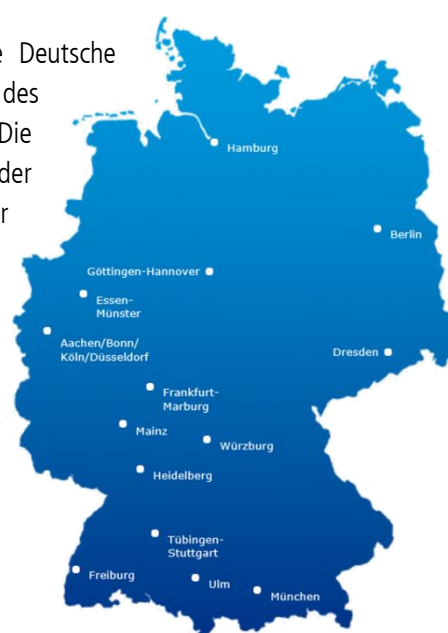 e Deutsche
des
Die
der
r
Hamburg
Berlin
Göttingen-Hannover
Essen-
Münster
Aachen/Bonn/
Köln/Düsseldorf
Dresden
Frankfurt-
Marburg
Mainz
Würzburg
Heidelberg
Tübingen-
Stuttgart
Freiburg
Ulm
München